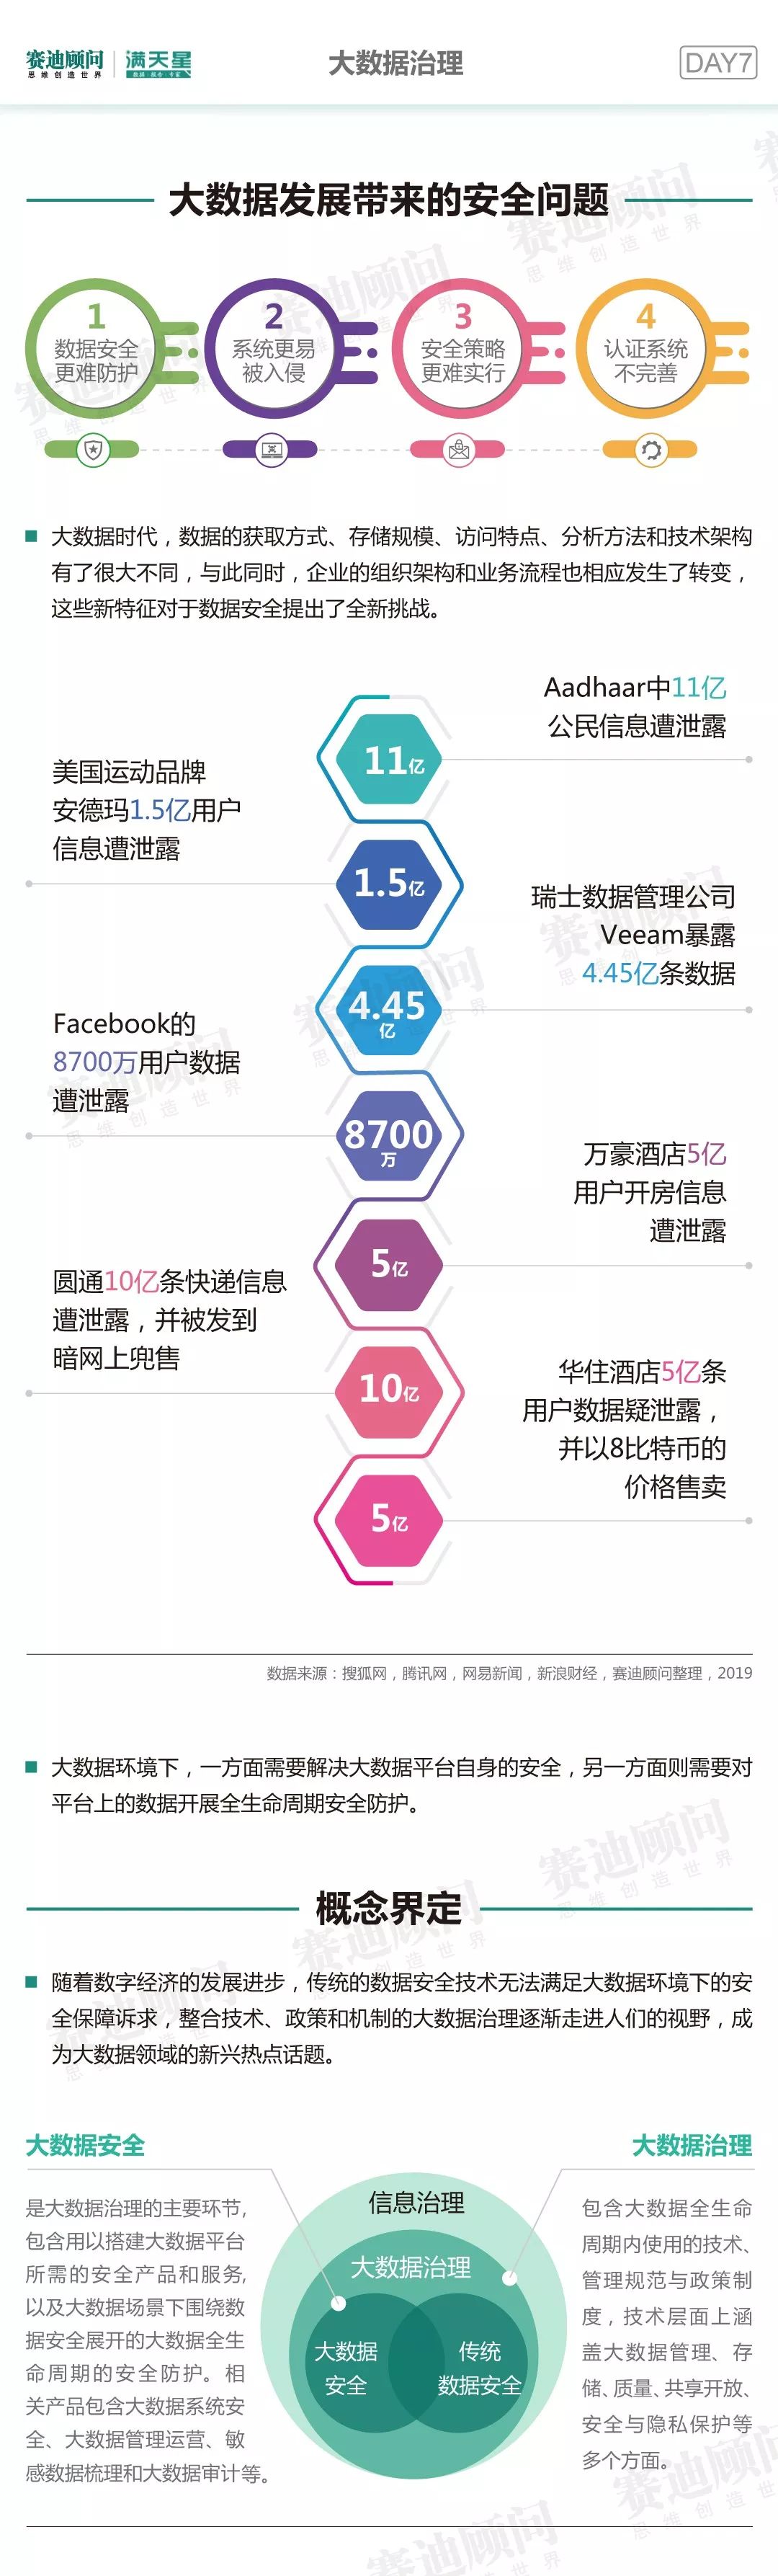 赛迪顾问
思维创造世界
满天星
数据·报告·专家
大数据治理
DAY7
大数据发展带来的安全问题
1
数据安全
更难防护
2
系统更易
被入侵
3
安全策略
更难实行
4
认证系统
不完善
大数据时代，数据的获取方式、存储规模、访问特点、分析方法和技术架构
有了很大不同，与此同时，企业的组织架构和业务流程也相应发生了转变，
这些新特征对于数据安全提出了全新挑战。
Aadhaar中11亿
公民信息遭泄露
11亿
美国运动品牌
安德玛1.5亿用户
信息遭泄露
1.5亿
瑞士数据管理公司
Veeam暴露
4.45亿条数据
4.45
亿
Facebook的
8700万用户数据
遭泄露
8700
万
万豪酒店5亿
用户开房信息
遭泄露
5亿
圆通10亿条快递信息
遭泄露，并被发到
暗网上兜售
10亿
华住酒店5亿条
用户数据疑泄露，
并以8比特币的
价格售卖
5亿
数据来源：搜狐网，腾讯网，网易新闻，新浪财经，赛迪顾问整理，2019
大数据环境下，一方面需要解决大数据平台自身的安全，另一方面则需要对
平台上的数据开展全生命周期安全防护。
概念界定
随着数字经济的发展进步，传统的数据安全技术无法满足大数据环境下的安
全保障诉求，整合技术、政策和机制的大数据治理逐渐走进人们的视野，成
为大数据领域的新兴热点话题。
大数据安全
是大数据治理的主要环节,
包含用以搭建大数据平台
所需的安全产品和服务,
以及大数据场景下围绕数
据安全展开的大数据全生
命周期的安全防护。相
关产品包含大数据系统安
全、大数据管理运营、敏
感数据梳理和大数据审计等。
信息治理
大数据治理
大数据
安全
传统
数据安全
大数据治理
包含大数据全生命
周期内使用的技术、
管理规范与政策制
度，技术层面上涵
盖大数据管理、存
储、质量、共享开放、
安全与隐私保护等
多个方面。